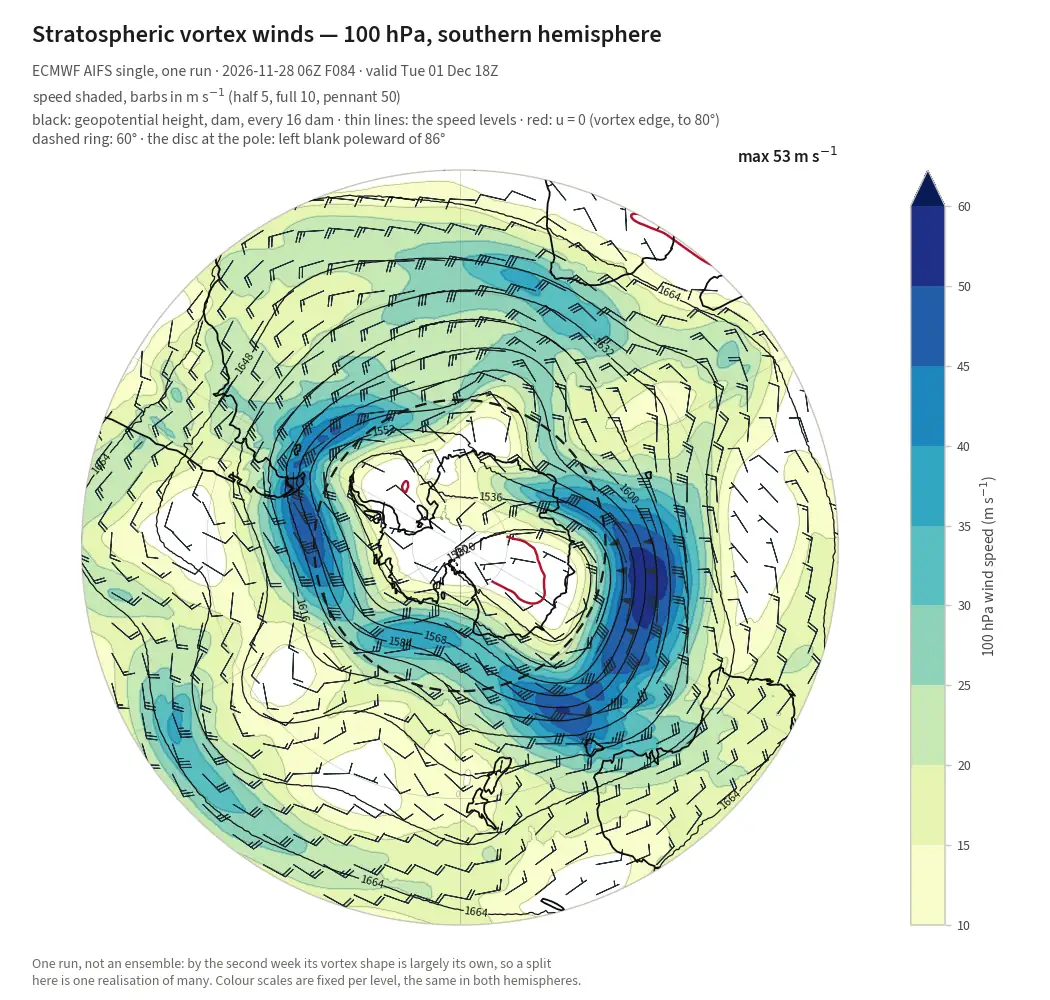 Stratospheric vortex winds — 100 hPa, southern hemisphere
ECMWF AIFS single, one run · 2026-11-28 06Z F084 · valid Tue 01 Dec 18Z
speed shaded, barbs in m s⁻¹ (half 5, full 10, pennant 50)
black: geopotential height, dam, every 16 dam · thin lines: the speed levels · red: u = 0 (vortex edge, to 80°)
dashed ring: 60° · the disc at the pole: left blank poleward of 86°
max 53 m s⁻¹
1664
1632
1648
1552
1664
1536
1600
1520
1616
1584
1568
1664
1664
1664
60
50
45
40
35
30
25
20
15
10
100 hPa wind speed (m s⁻¹)
One run, not an ensemble: by the second week its vortex shape is largely its own, so a split
here is one realisation of many. Colour scales are fixed per level, the same in both hemispheres.